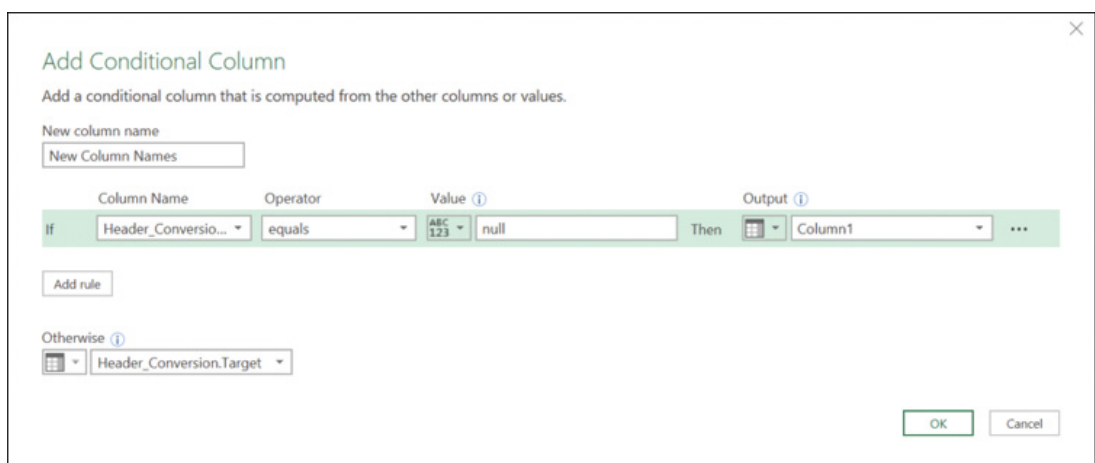 Add Conditional Column
Add a conditional column that is computed from the other columns or values.
New column name
New Column Names
Column Name Operator Value Output
If Header_Conversio... equals ABC 123 null Then Column1 ...
Add rule
Otherwise
Header_Conversion.Target
OK Cancel